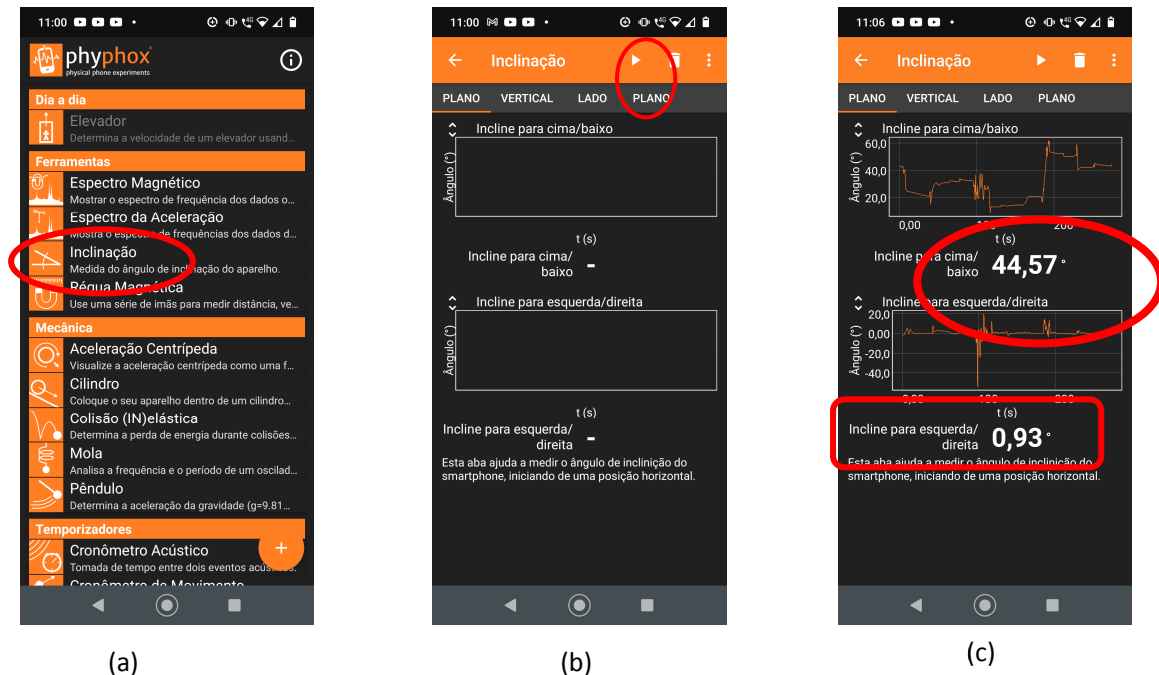 11:00
phyphox
physical phone experiments
Dia a dia
Elevador
Determina a velocidade de um elevador usand...
Ferramentas
Espectro Magnético
Mostrar o espectro de frequência dos dados o...
Espectro da Aceleração
Mostra o espectro de frequências dos dados d...
Inclinação
Medida do ângulo de inclinação do aparelho.
Régua Magnética
Use uma série de imãs para medir distância, ve...
Mecânica
Aceleração Centrípeda
Visualize a aceleração centrípeda como uma f...
Cilindro
Coloque o seu aparelho dentro de um cilindro...
Colisão (IN)elástica
Determina a perda de energia durante colisões...
Mola
Analisa a frequência e o período de um oscilad...
Pêndulo
Determina a aceleração da gravidade (g=9.81...
Temporizadores
Cronômetro Acústico
Tomada de tempo entre dois eventos acústicos.
Cronômetro de Movimento
(a)
11:00
4G
Inclinação
PLANO VERTICAL LADO PLANO
Incline para cima/baixo
Ângulo (°)
t (s)
Incline para cima/
baixo -
Incline para esquerda/direita
Ângulo (°)
t (s)
Incline para esquerda/
direita -
Esta aba ajuda a medir o ângulo de inclinição do
smartphone, iniciando de uma posição horizontal.
(b)
11:06
4G
Inclinação
PLANO VERTICAL LADO PLANO
Incline para cima/baixo
Ângulo (°)
60,0
40,0
20,0
0,00 100 200
t (s)
Incline para cima/
baixo 44,57 °
Incline para esquerda/direita
Ângulo (°)
20,0
0,00
-20,0
-40,0
0,00 100 200
t (s)
Incline para esquerda/
direita 0,93 °
Esta aba ajuda a medir o ângulo de inclinição do
smartphone, iniciando de uma posição horizontal.
(c)